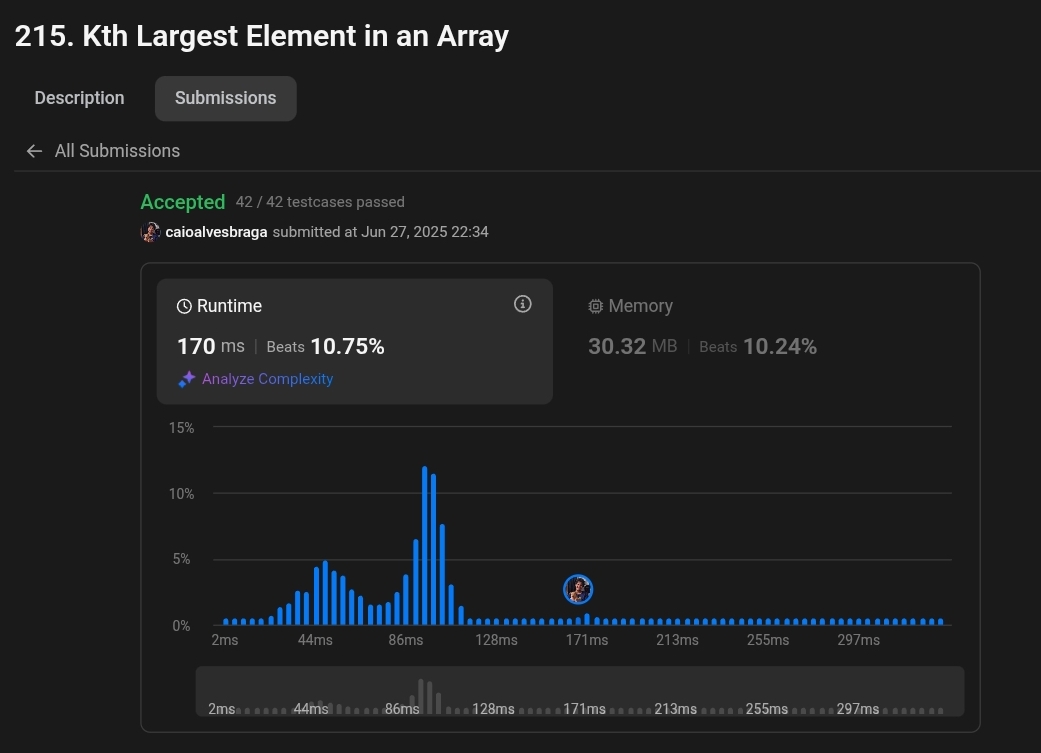 215. Kth Largest Element in an Array
Description Submissions
← All Submissions
Accepted 42 / 42 testcases passed
caioalvesbraga submitted at Jun 27, 2025 22:34
Runtime
170 ms | Beats 10.75%
Analyze Complexity
Memory
30.32 MB | Beats 10.24%
15%
10%
5%
0%
2ms 44ms 86ms 128ms 171ms 213ms 255ms 297ms
2ms 44ms 86ms 128ms 171ms 213ms 255ms 297ms